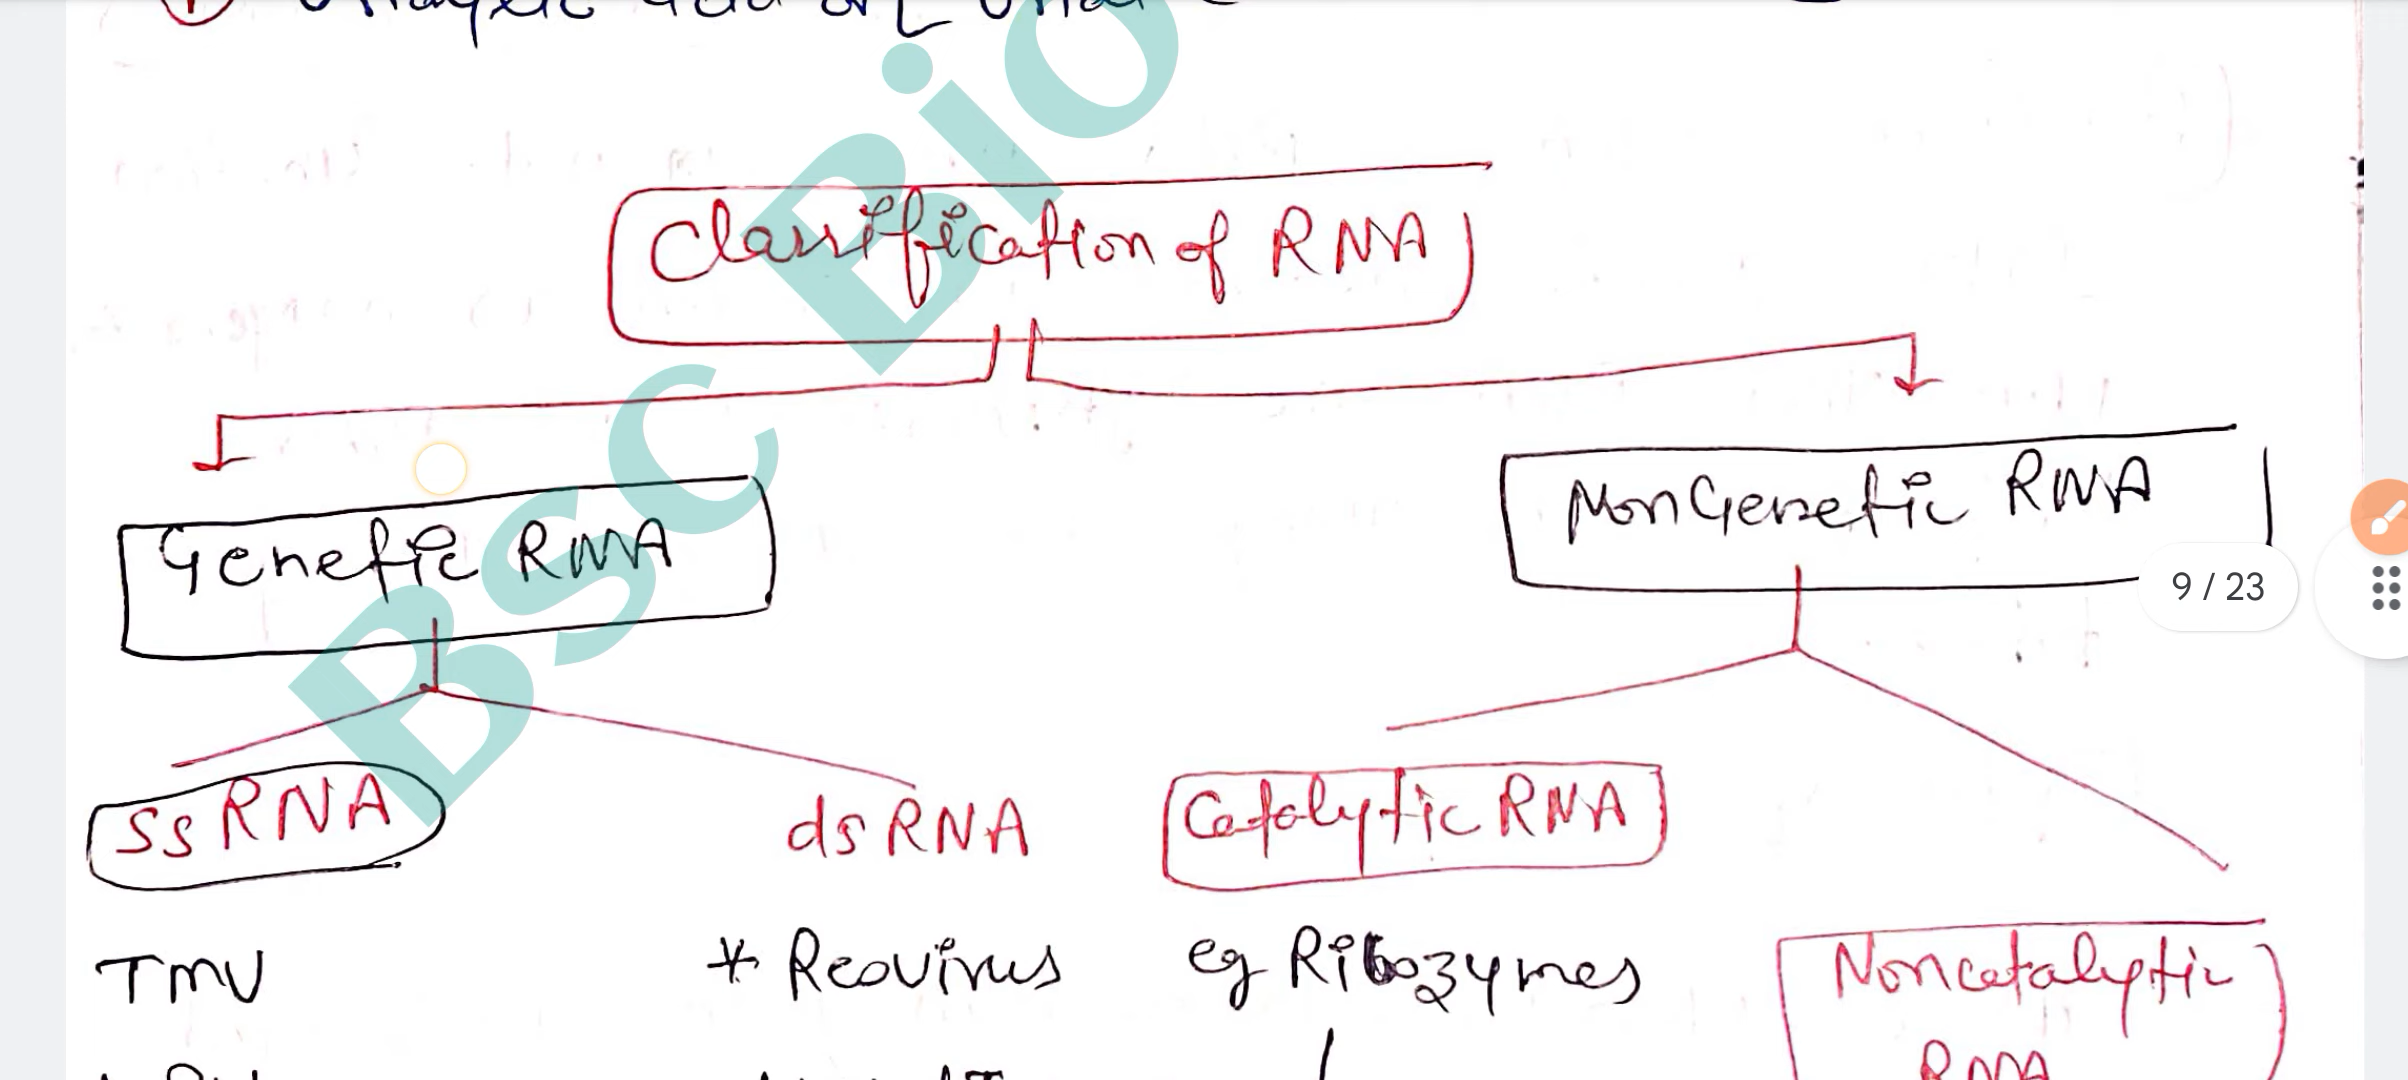 Bsc Bio
Classification of RNA
Genetic RNA
NonGenetic RNA
9 / 23
ssRNA
dsRNA
Catalytic RNA
TMV
* Reovirus
eg Ribozymes
Noncatalytic
RNA